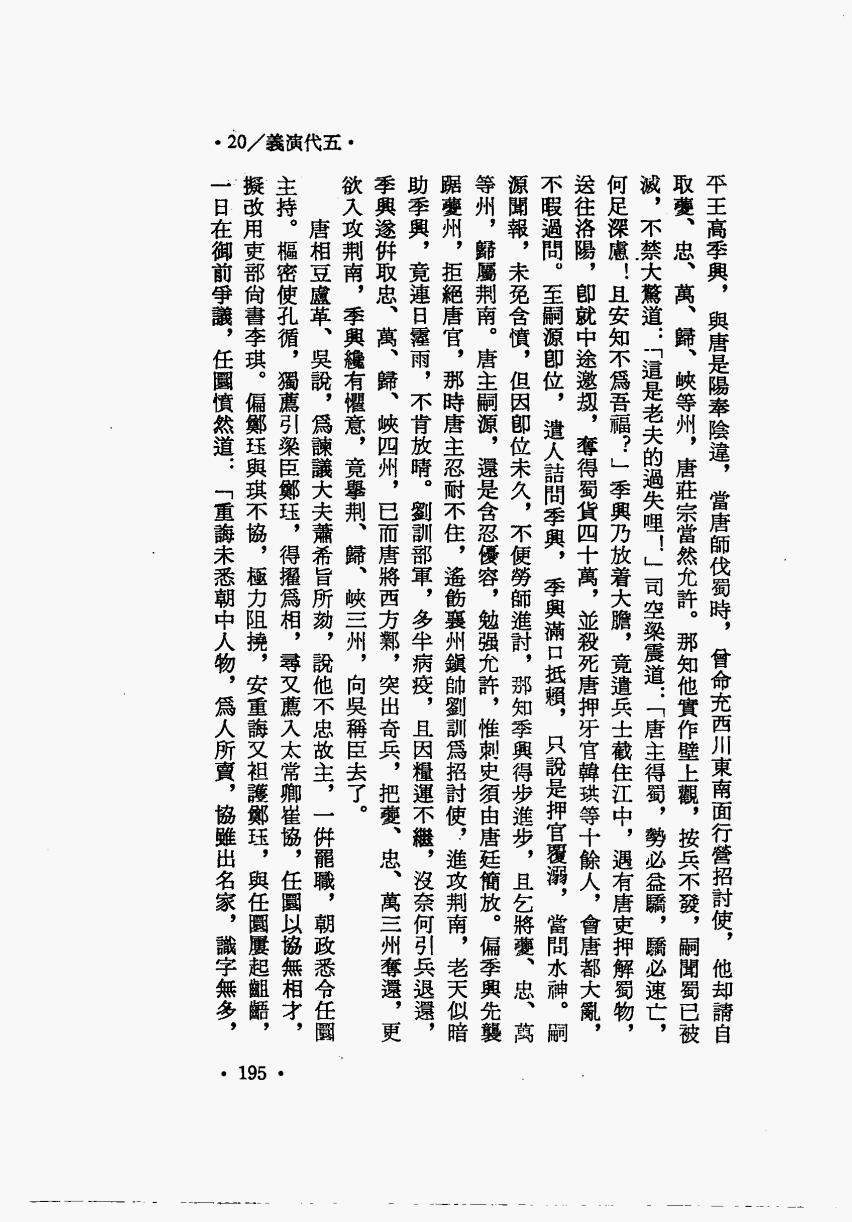 •20/義演代五•
平王高季興，與唐是陽奉陰違，當唐師伐蜀時，曾命充西川東南面行營招討使，他却請自
取夔、忠、萬、歸、峽等州，唐莊宗當然允許。那知他實作壁上觀，按兵不發，嗣聞蜀已被
滅，不禁大驚道：「這是老夫的過失哩！」司空梁震道：「唐主得蜀，勢必益驕，驕必速亡，
何足深慮！且安知不爲吾福？」季興乃放着大膽，竟遣兵士截住江中，遇有唐吏押解蜀物，
送往洛陽，卽就中途邀刼，奪得蜀貨四十萬，並殺死唐押牙官韓珙等十餘人，會唐都大亂，
不暇過問。至嗣源卽位，遣人詰問季興，季興滿口抵賴，只說是押官覆溺，當問水神。嗣
源聞報，未免含憤，但因卽位未久，不便勞師進討，那知季興得步進步，且乞將夔、忠、萬
等州，歸屬荆南。唐主嗣源，還是含忍優容，勉强允許，惟刺史須由唐廷簡放。偏季興先襲
踞夔州，拒絕唐官，那時唐主忍耐不住，遙飭襄州鎭帥劉訓爲招討使，進攻荆南，老天似暗
助季興，竟連日霪雨，不肯放晴。劉訓部軍，多半病疫，且因糧運不繼，沒奈何引兵退還，
季興遂併取忠、萬、歸、峽四州，已而唐將西方鄴，突出奇兵，把夔、忠、萬三州奪還，更
欲入攻荆南，季興纔有懼意，竟舉荆、歸、峽三州，向吳稱臣去了。
唐相豆盧革、吳說，爲諫議大夫蕭希旨所劾，說他不忠故主，一併罷職，朝政悉令任圜
主持。樞密使孔循，獨薦引梁臣鄭珏，得擢爲相，尋又薦入太常卿崔協，任圜以協無相才，
擬改用吏部尙書李琪。偏鄭珏與琪不協，極力阻撓，安重誨又袒護鄭珏，與任圜屢起齟齬，
一日在御前爭議，任圜憤然道：「重誨未悉朝中人物，爲人所賣，協雖出名家，識字無多，
•195•